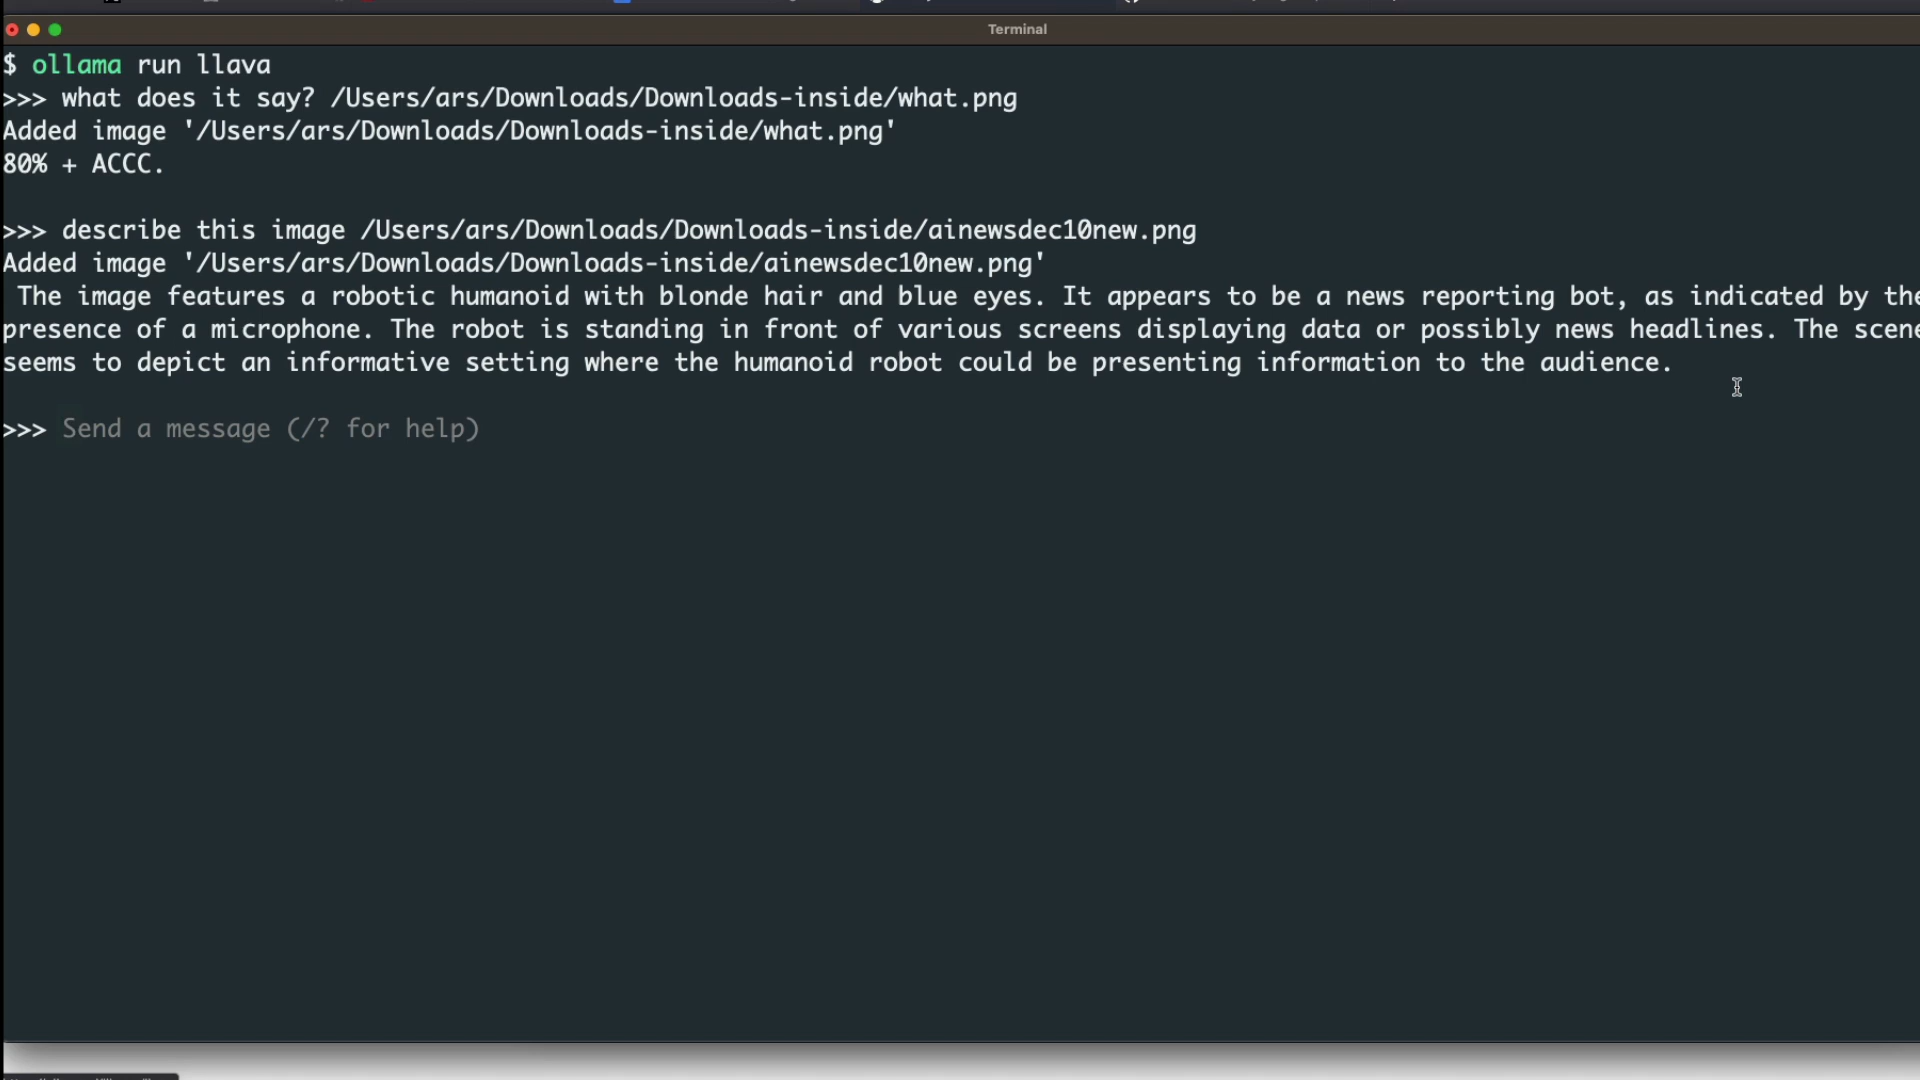 Terminal
$ ollama run llava
>>> what does it say? /Users/ars/Downloads/Downloads-inside/what.png
Added image '/Users/ars/Downloads/Downloads-inside/what.png'
80% + ACCC.
>>> describe this image /Users/ars/Downloads/Downloads-inside/ainewsdec10new.png
Added image '/Users/ars/Downloads/Downloads-inside/ainewsdec10new.png'
The image features a robotic humanoid with blonde hair and blue eyes. It appears to be a news reporting bot, as indicated by the
presence of a microphone. The robot is standing in front of various screens displaying data or possibly news headlines. The scene
seems to depict an informative setting where the humanoid robot could be presenting information to the audience.
>>> Send a message (/? for help)